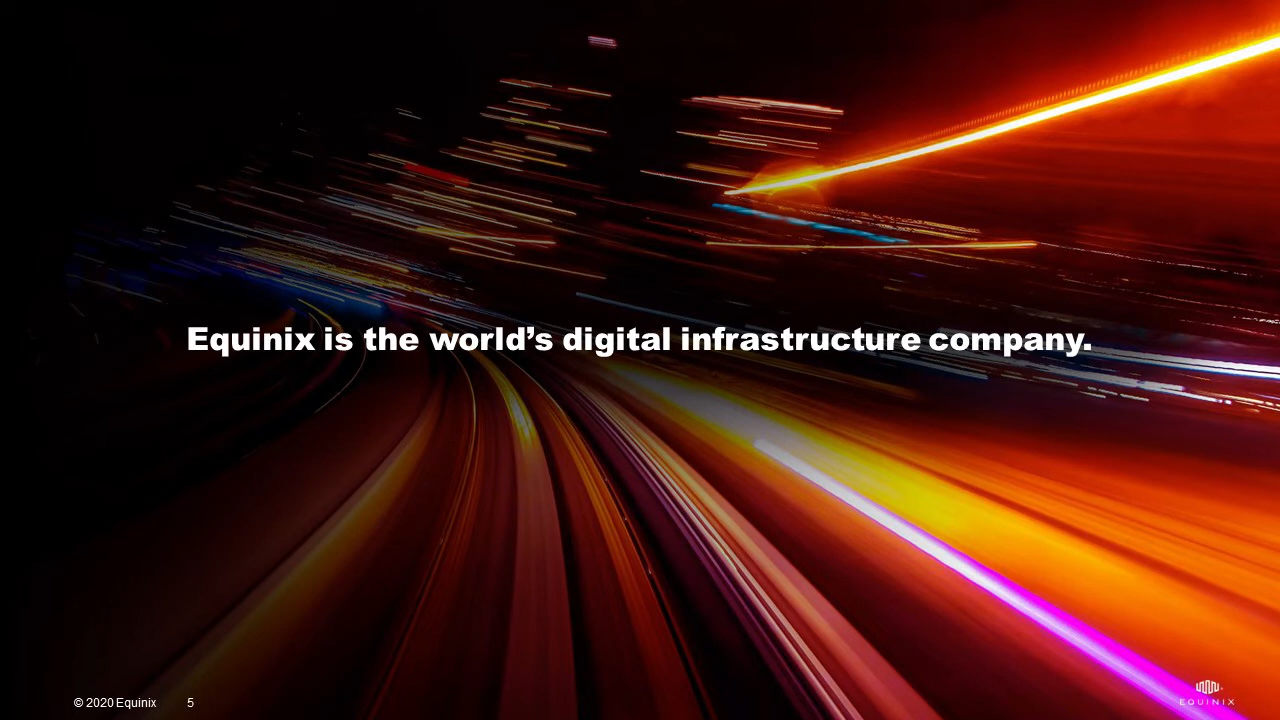 Equinix is the world’s digital infrastructure company.
© 2020 Equinix 5
EQUINIX